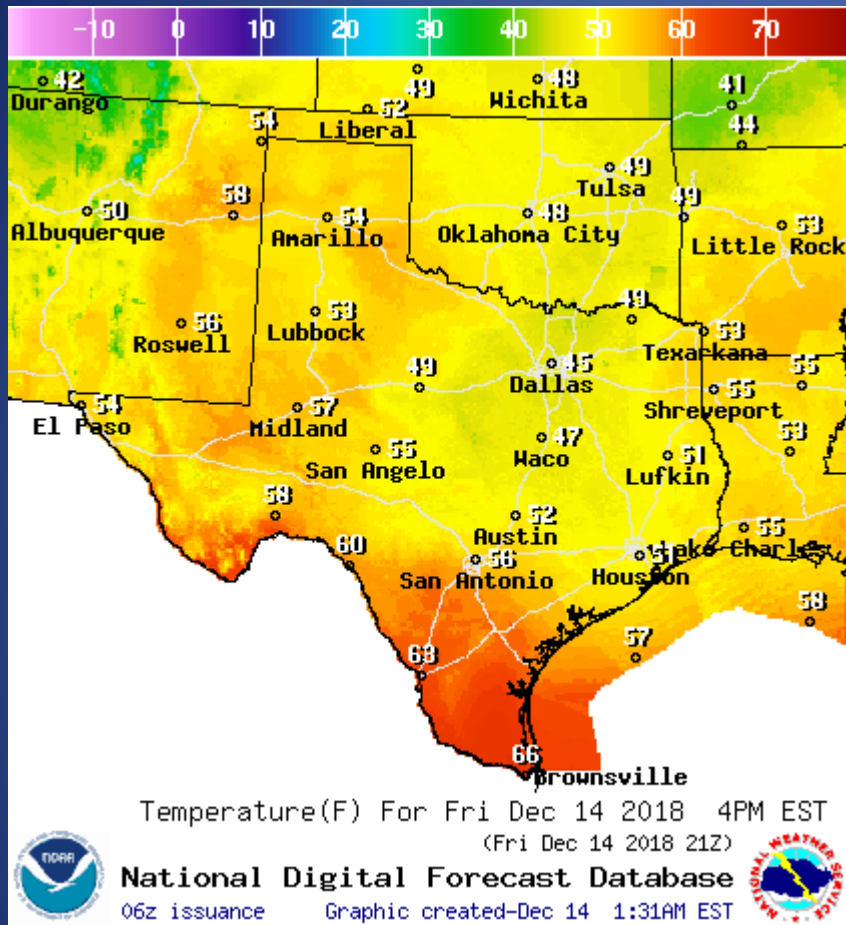 -10 0 10 20 30 40 50 60 70
42
Durango
49
48
Wichita
41
52
Liberal
54
44
49
Tulsa
50
Albuquerque
58
54
Amarillo
48
Oklahoma City
49
53
Little Rock
56
Roswell
53
Lubbock
49
53
Texarkana
45
Dallas
49
55
Shreveport
55
54
El Paso
57
Midland
55
San Angelo
47
Waco
51
Lufkin
53
58
52
Austin
55
Lake Charles
60
56
San Antonio
51
Houston
58
57
63
66
Brownsville
Temperature(F) For Fri Dec 14 2018 4PM EST
(Fri Dec 14 2018 21Z)
noaa
National Digital Forecast Database
06z issuance Graphic created-Dec 14 1:31AM EST
NATIONAL WEATHER SERVICE